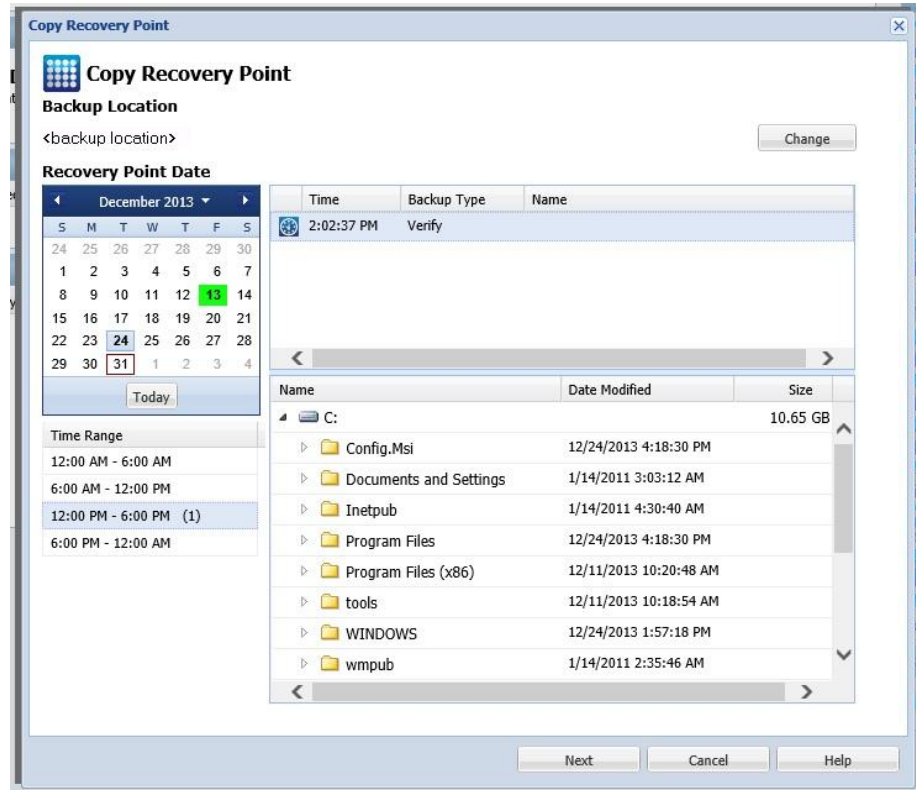 Copy Recovery Point
Copy Recovery Point
Backup Location
<backup location>
Change
Recovery Point Date
December 2013
S M T W T F S
24 25 26 27 28 29 30
1 2 3 4 5 6 7
8 9 10 11 12 13 14
15 16 17 18 19 20 21
22 23 24 25 26 27 28
29 30 31 1 2 3 4
Today
Time Range
12:00 AM - 6:00 AM
6:00 AM - 12:00 PM
12:00 PM - 6:00 PM (1)
6:00 PM - 12:00 AM
Time Backup Type Name
2:02:37 PM Verify
Name Date Modified Size
C: 10.65 GB
Config.Msi 12/24/2013 4:18:30 PM
Documents and Settings 1/14/2011 3:03:12 AM
Inetpub 1/14/2011 4:30:40 AM
Program Files 12/24/2013 4:18:30 PM
Program Files (x86) 12/11/2013 10:20:48 AM
tools 12/11/2013 10:18:54 AM
WINDOWS 12/24/2013 1:57:18 PM
wmpub 1/14/2011 2:35:46 AM
Next Cancel Help